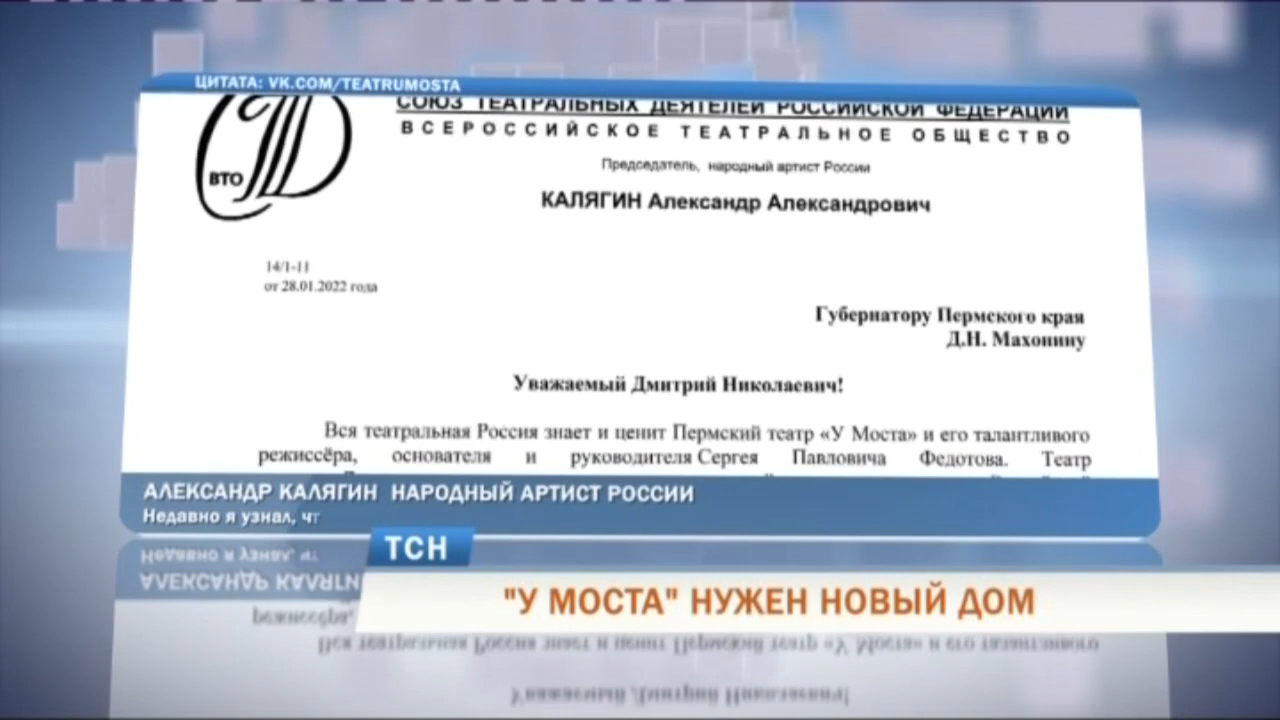 ЦИТАТА: VK.COM/TEATRUMOSTA
СОЮЗ ТЕАТРАЛЬНЫХ ДЕЯТЕЛЕЙ РОССИЙСКОЙ ФЕДЕРАЦИИ
ВСЕРОССИЙСКОЕ ТЕАТРАЛЬНОЕ ОБЩЕСТВО
ВТО
Председатель, народный артист России
КАЛЯГИН Александр Александрович
14/1-11
от 28.01.2022 года
Губернатору Пермского края
Д.Н. Махонину
Уважаемый Дмитрий Николаевич!
Вся театральная Россия знает и ценит Пермский театр «У Моста» и его талантливого
режиссёра, основателя и руководителя Сергея Павловича Федотова. Театр
АЛЕКСАНДР КАЛЯГИН НАРОДНЫЙ АРТИСТ РОССИИ
Недавно я узнал, чт
ТСН
"У МОСТА" НУЖЕН НОВЫЙ ДОМ